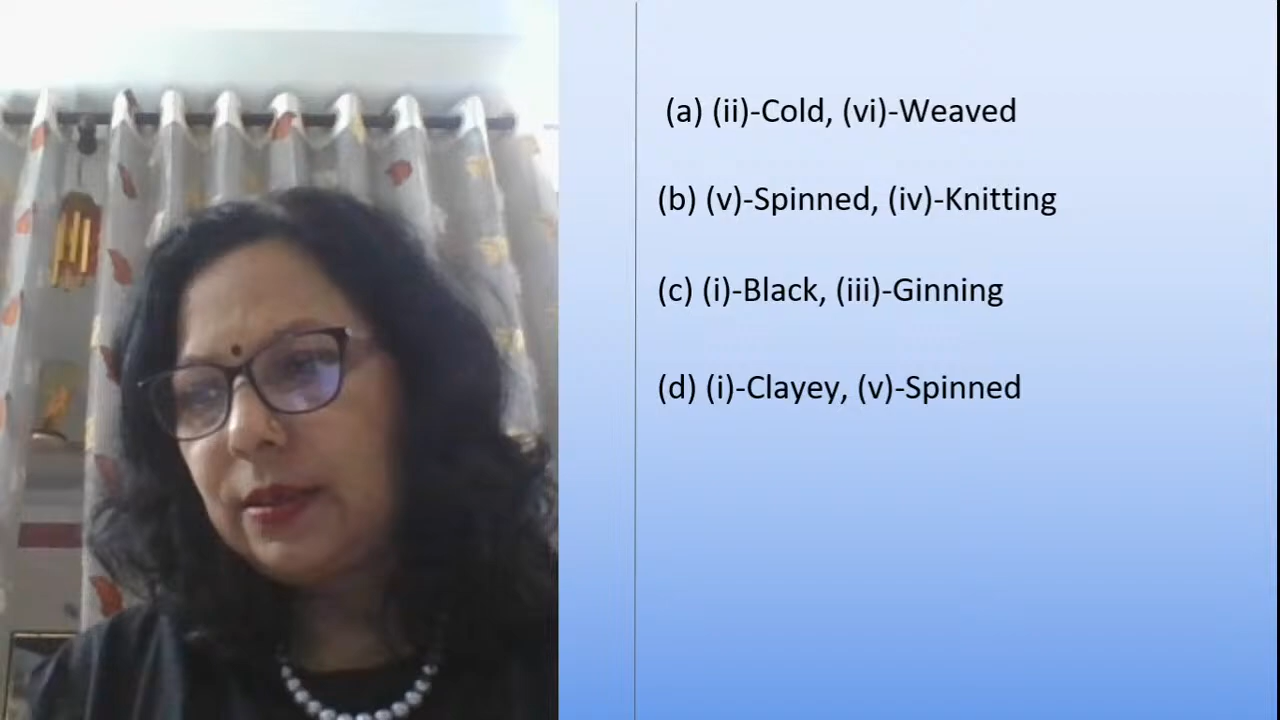 (a) (ii)-Cold, (vi)-Weaved
(b) (v)-Spinned, (iv)-Knitting
(c) (i)-Black, (iii)-Ginning
(d) (i)-Clayey, (v)-Spinned